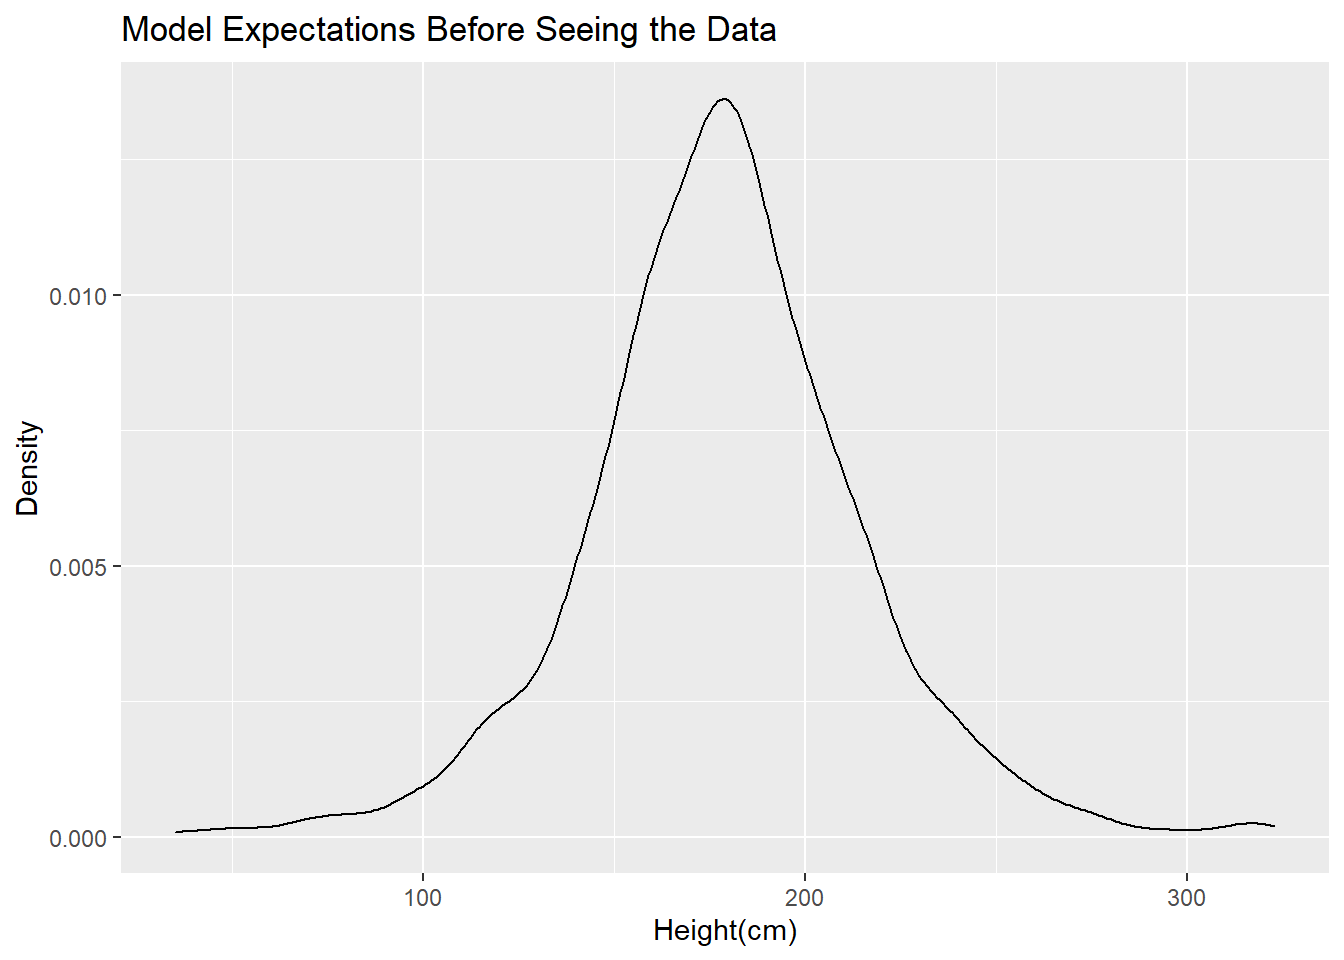 Model Expectations Before Seeing the Data
0.010
0.005
0.000
Density
100
200
300
Height(cm)